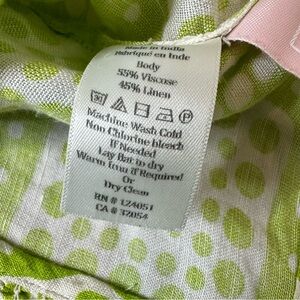 Made in India
Fabriqué en Inde
Body
55% Viscose
45% Linen
Machine Wash Cold
Non Chlorine bleach
If Needed
Lay flat to dry
Warm Iron if Required
Or
Dry Clean
RN # 124051
CA # 32054